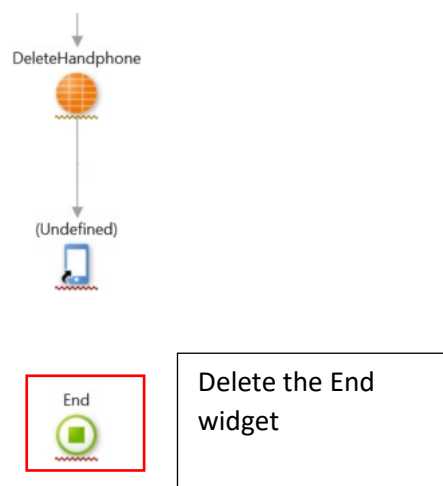 DeleteHandphone
(Undefined)
End
Delete the End
widget